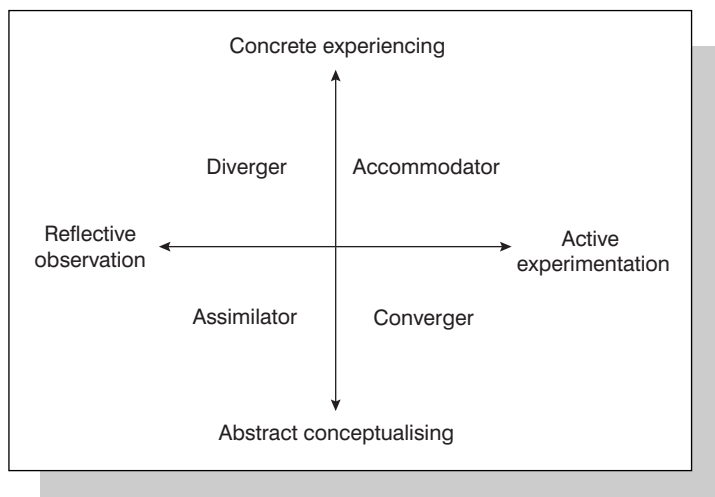 Concrete experiencing
Diverger
Accommodator
Reflective
observation
Active
experimentation
Assimilator
Converger
Abstract conceptualising